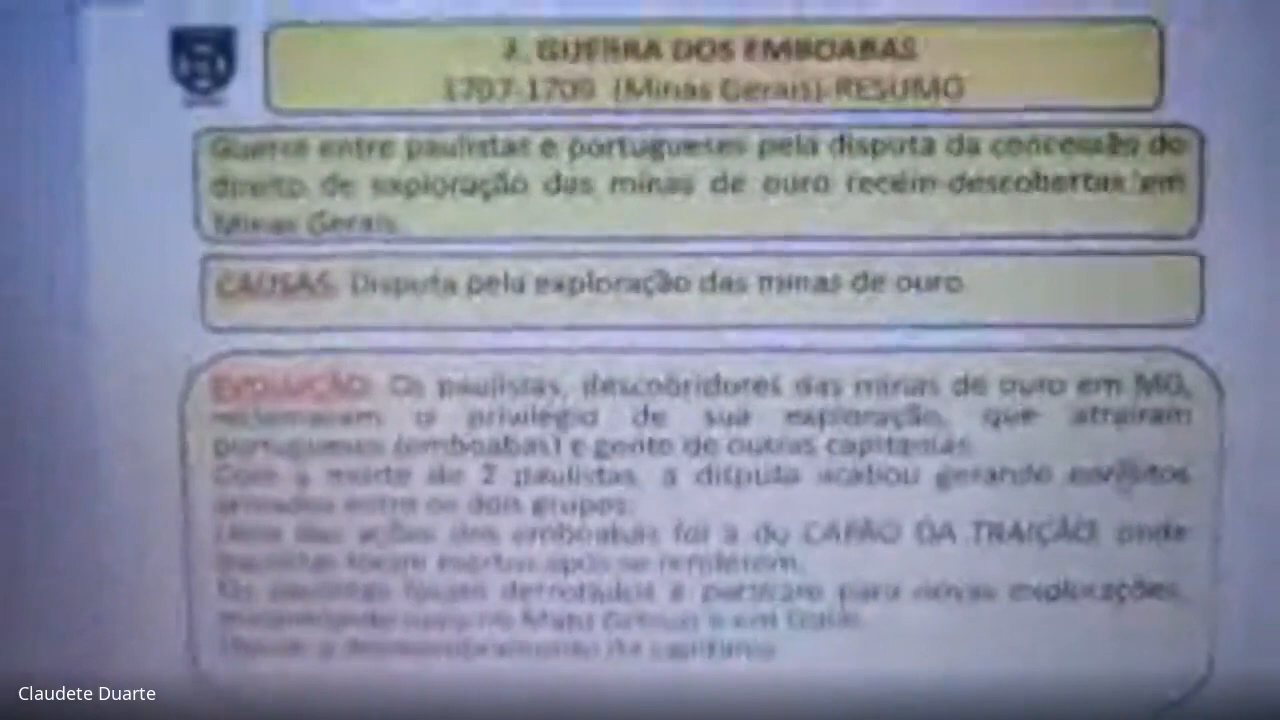 GUERRA DOS EMBOABAS
1707-1709 (Minas Gerais)-RESUMO
Guerra entre paulistas e portugueses pela disputa da concessão do
direito de exploração das minas de ouro recém-descobertas em
Minas Gerais.
CAUSAS: Disputa pela exploração das minas de ouro.
EVOLUÇÃO: Os paulistas, descobridores das minas de ouro em MG,
reclamavam o privilégio de sua exploração, que atraíram
portugueses (emboabas) e gente de outras capitanias.
Com a morte de 2 paulistas, a disputa acabou gerando conflitos
armados entre os dois grupos.
Uma das ações dos emboabas foi a do CAPÃO DA TRAIÇÃO, onde
paulistas foram mortos após se renderem.
Os paulistas foram derrotados e partiram para novas explorações,
ouro no Mato Grosso e em Goiás.
Claudete Duarte